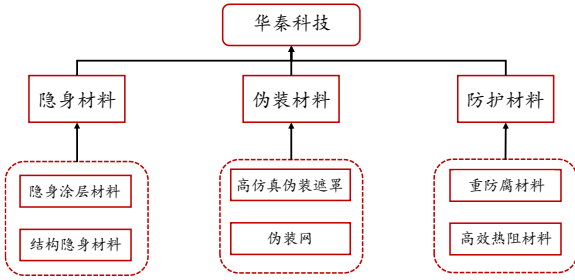 华秦科技
隐身材料
伪装材料
防护材料
隐身涂层材料
高仿真伪装遮罩
重防腐材料
结构隐身材料
伪装网
高效热阻材料